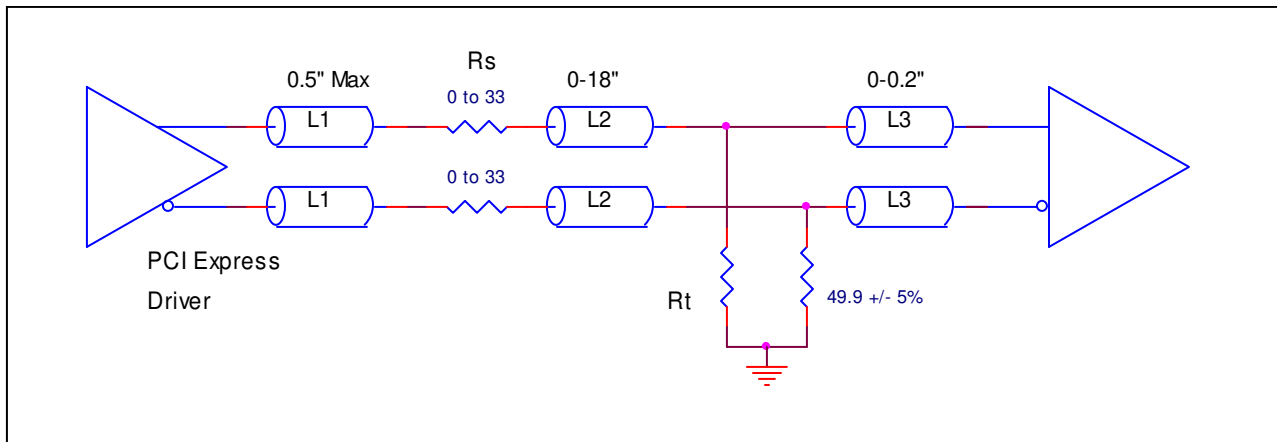 Rs
0.5" Max
0-18"
0-0.2"
0 to 33
L1
L2
L3
0 to 33
L1
L2
L3
PCI Express
Driver
Rt
49.9 +/- 5%